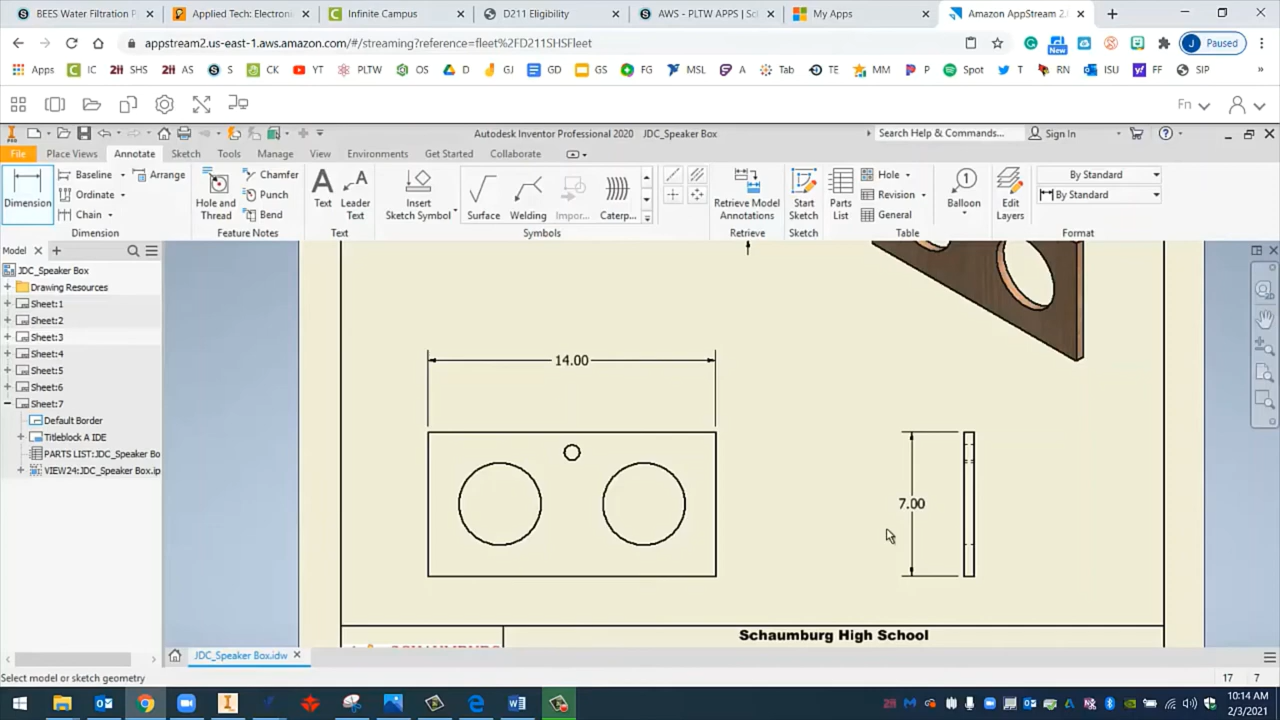 BEES Water Filtration P
Applied Tech: Electronic
Infinite Campus
D211 Eligibility
AWS - PLTW APPS | Sc
My Apps
Amazon AppStream 2.
appstream2.us-east-1.aws.amazon.com/#/streaming?reference=fleet%2FD211SHSFleet
New
J Paused
Apps IC SHS AS S CK YT PLTW OS D GJ GD GS FG MSL A Tab TE MM P Spot T RN ISU FF SIP »
Fn
Autodesk Inventor Professional 2020 JDC_Speaker Box
Search Help & Commands...
Sign In
File Place Views Annotate Sketch Tools Manage View Environments Get Started Collaborate
Dimension
Baseline
Ordinate
Chain
Arrange
Dimension
Hole and Thread
Chamfer
Punch
Bend
Feature Notes
Text
Leader Text
Text
Insert Sketch Symbol
Surface
Welding
Impor...
Caterp...
Symbols
Retrieve Model Annotations
Retrieve
Start Sketch
Sketch
Parts List
Hole
Revision
General
Table
Balloon
Edit Layers
By Standard
By Standard
Format
Model
JDC_Speaker Box
Drawing Resources
Sheet:1
Sheet:2
Sheet:3
Sheet:4
Sheet:5
Sheet:6
Sheet:7
Default Border
Titleblock A IDE
PARTS LIST:JDC_Speaker Bo
VIEW24:JDC_Speaker Box.ip
14.00
7.00
Schaumburg High School
JDC_Speaker Box.idw
Select model or sketch geometry
17 7
10:14 AM
2/3/2021